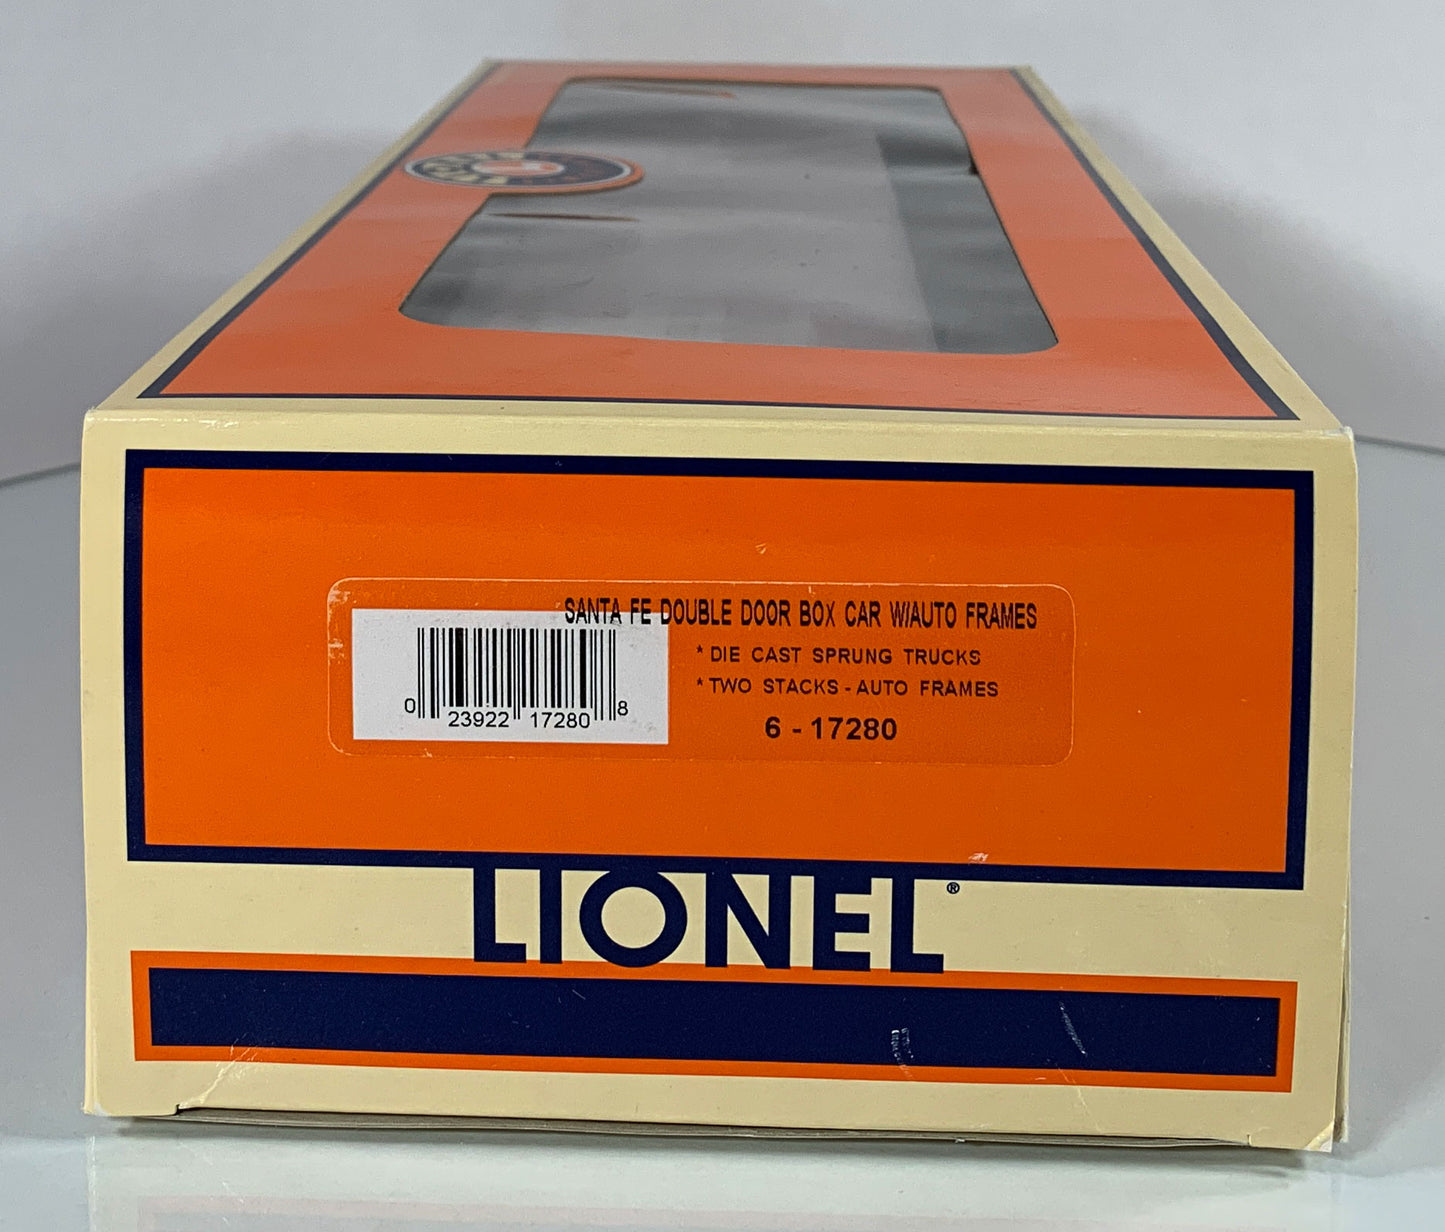 SANTA FE DOUBLE DOOR BOX CAR W/AUTO FRAMES
* DIE CAST SPRUNG TRUCKS
* TWO STACKS - AUTO FRAMES
6 - 17280
0 23922 17280 8
LIONEL®